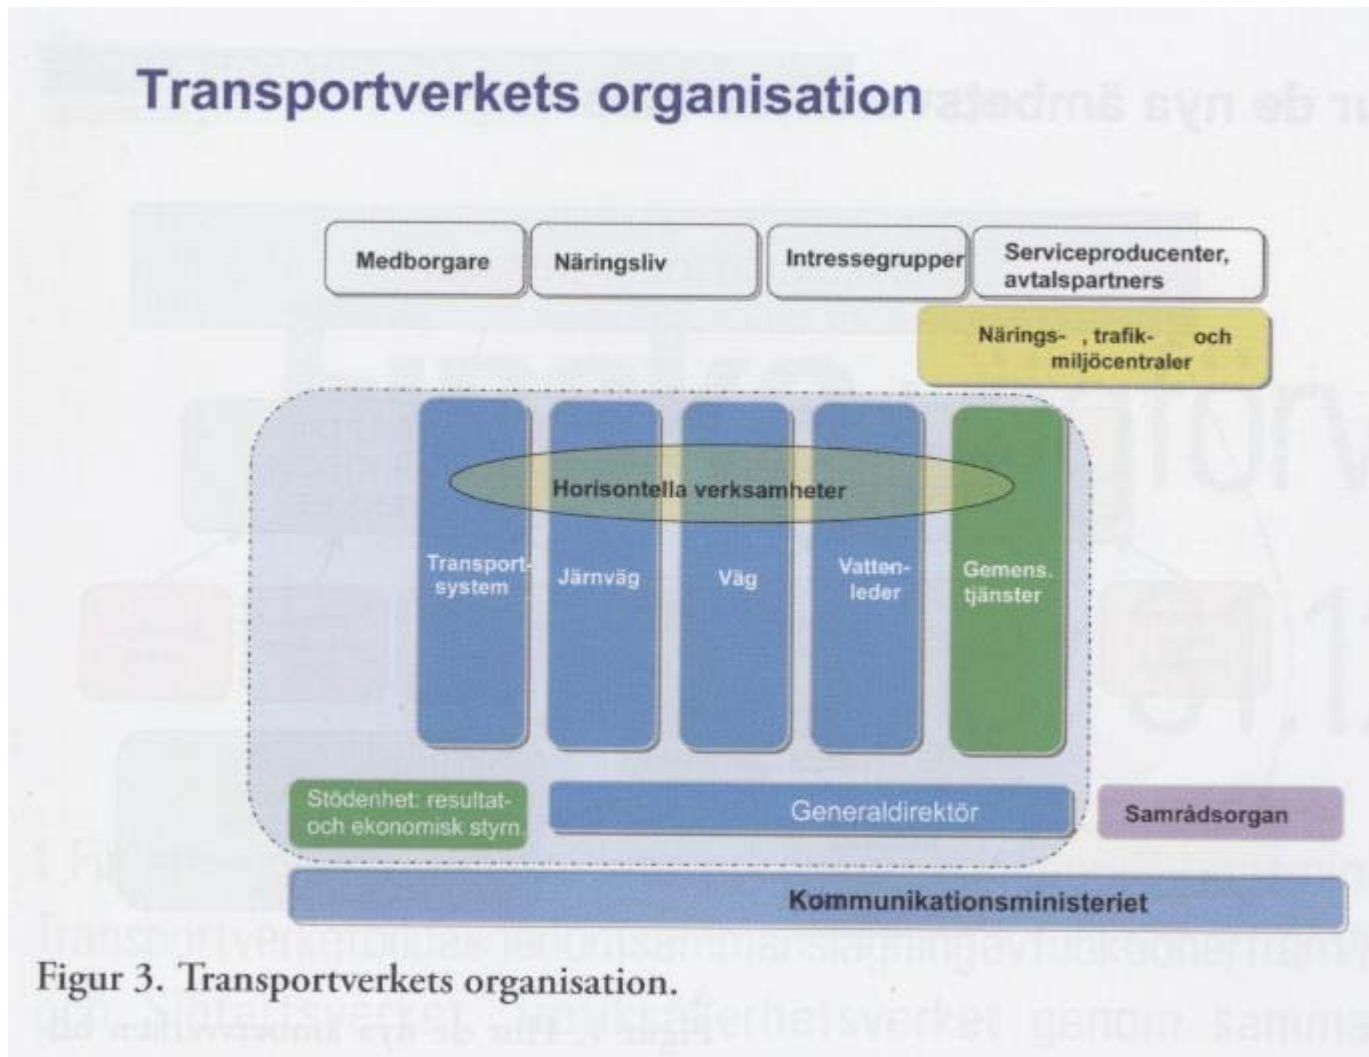 Transportverkets organisation
Medborgare
Näringsliv
Intressegrupper
Serviceproducenter,
avtalspartners
Närings- , trafik- och
miljöcentraler
Horisontella verksamheter
Transport-
system
Järnväg
Väg
Vatten-
leder
Gemens.
tjänster
Stödenhet: resultat-
och ekonomisk styrn.
Generaldirektör
Samrådsorgan
Kommunikationsministeriet
Figur 3. Transportverkets organisation.